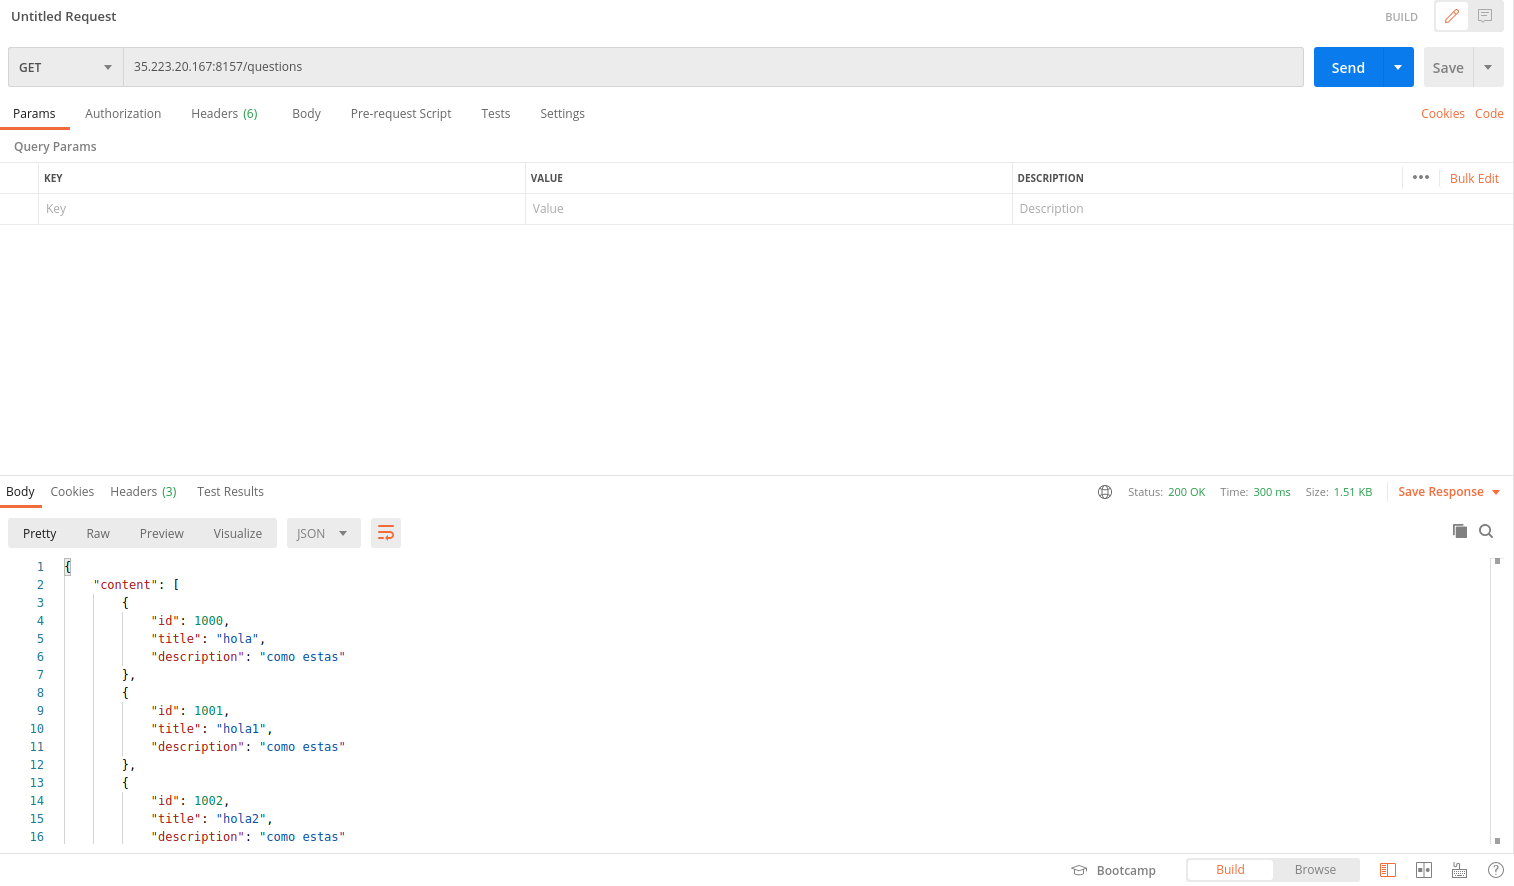 Untitled Request
BUILD
GET
35.223.20.167:8157/questions
Send
Save
Params Authorization Headers (6) Body Pre-request Script Tests Settings
Cookies Code
Query Params
KEY VALUE DESCRIPTION ••• Bulk Edit
Key Value Description
Body Cookies Headers (3) Test Results
Status: 200 OK Time: 300 ms Size: 1.51 KB Save Response
Pretty Raw Preview Visualize JSON
1 {
2 "content": [
3 {
4 "id": 1000,
5 "title": "hola",
6 "description": "como estas"
7 },
8 {
9 "id": 1001,
10 "title": "hola1",
11 "description": "como estas"
12 },
13 {
14 "id": 1002,
15 "title": "hola2",
16 "description": "como estas"
Bootcamp Build Browse